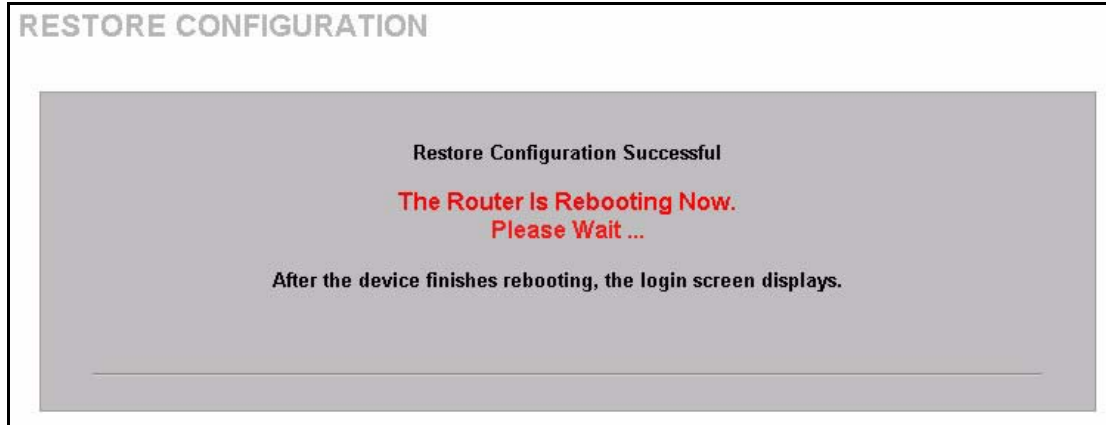 RESTORE CONFIGURATION
Restore Configuration Successful
The Router Is Rebooting Now.
Please Wait ...
After the device finishes rebooting, the login screen displays.